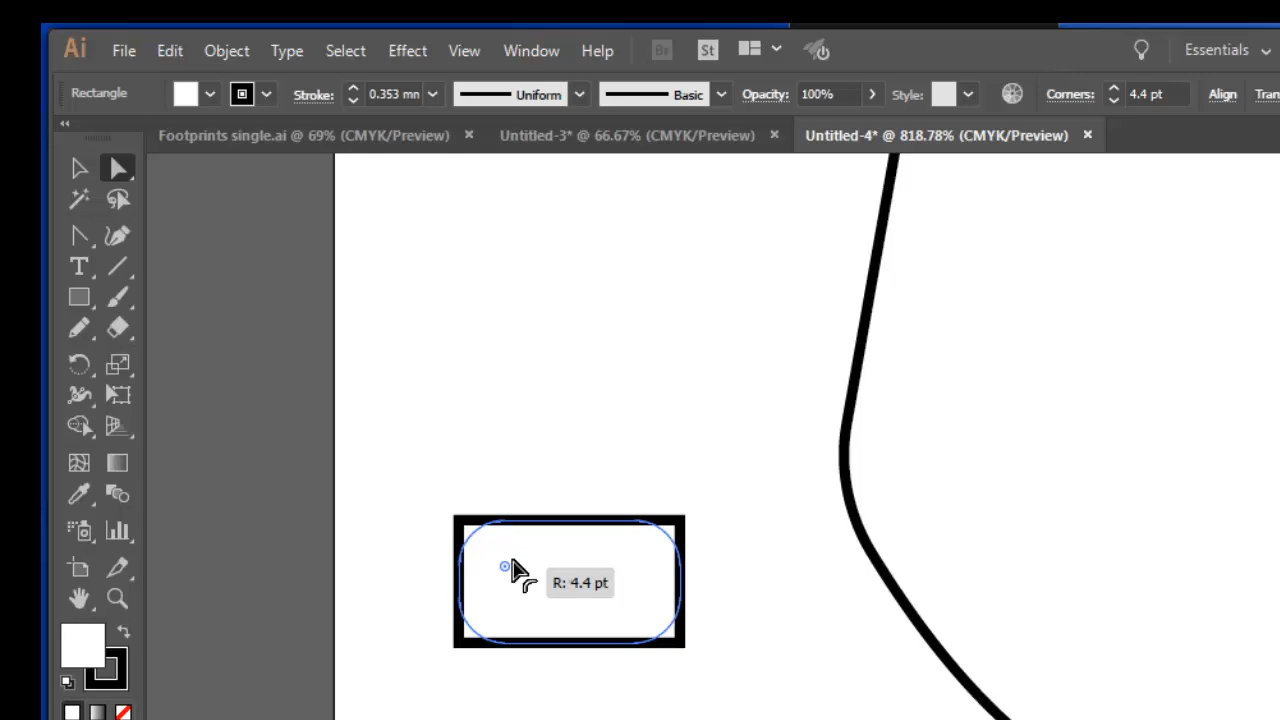 Ai File Edit Object Type Select Effect View Window Help Br St Essentials
Rectangle Stroke: 0.353 mn Uniform Basic Opacity: 100% Style: Corners: 4.4 pt Align Tran
Footprints single.ai @ 69% (CMYK/Preview) × Untitled-3* @ 66.67% (CMYK/Preview) × Untitled-4* @ 818.78% (CMYK/Preview) ×
T
R: 4.4 pt